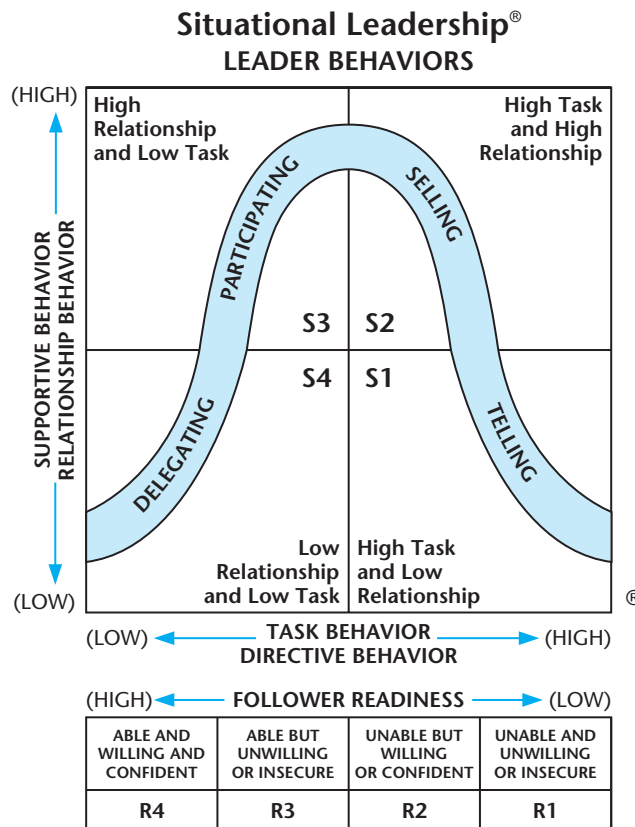 Situational Leadership®
LEADER BEHAVIORS
(HIGH)
High
Relationship
and Low Task
High Task
and High
Relationship
PARTICIPATING
SELLING
SUPPORTIVE BEHAVIOR
RELATIONSHIP BEHAVIOR
S3
S2
S4
S1
DELEGATING
TELLING
Low
Relationship
and Low Task
High Task
and Low
Relationship
(LOW)
®
(LOW)
TASK BEHAVIOR
DIRECTIVE BEHAVIOR
(HIGH)
(HIGH)
FOLLOWER READINESS
(LOW)
ABLE AND
WILLING AND
CONFIDENT
ABLE BUT
UNWILLING
OR INSECURE
UNABLE BUT
WILLING
OR CONFIDENT
UNABLE AND
UNWILLING
OR INSECURE
R4
R3
R2
R1